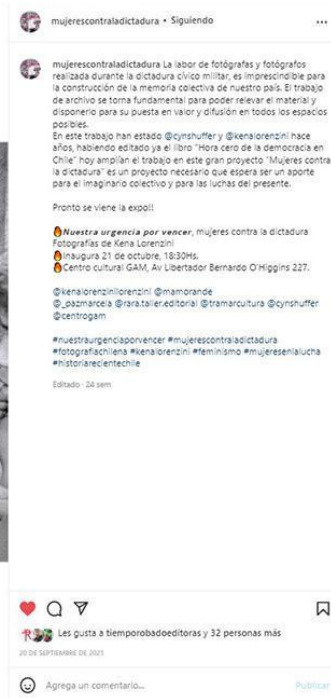 mujerescontraladictadura • Siguiendo
mujerescontraladictadura La labor de fotógrafas y fotógrafos
realizada durante la dictadura cívico militar, es imprescindible para
la construcción de la memoria colectiva de nuestro país. El trabajo
de archivo se torna fundamental para poder relevar el material y
disponerlo para su puesta en valor y difusión en todos los espacios
posibles.
En este trabajo han estado @cynshuffer y @kenalorenzini hace
años, habiendo editado ya el libro "Hora cero de la democracia en
Chile" hoy amplían el trabajo en este gran proyecto "Mujeres contra
la dictadura" es un proyecto necesario que espera ser un aporte
para el imaginario colectivo y para las luchas del presente.
Pronto se viene la expo!!
🔥Nuestra urgencia por vencer, mujeres contra la dictadura
Fotografías de Kena Lorenzini
🔥Inaugura 21 de octubre, 18:30Hs.
🔥Centro cultural GAM, Av Libertador Bernardo O'Higgins 227.
@kenalorenzinilorenzini @mamorande
@_pazmarcela @rara.taller.editorial @tramarcultura @cynshuffer
@centrogam
#nuestraurgenciaporvencer #mujerescontraladictadura
#fotografiachilena #kenalorenzini #feminismo #mujeresenlalucha
#historiarecientechile
Editado · 24 sem
Les gusta a tiemporobadoeditoras y 32 personas más
20 DE SEPTIEMBRE DE 2021
Agrega un comentario...
Publicar